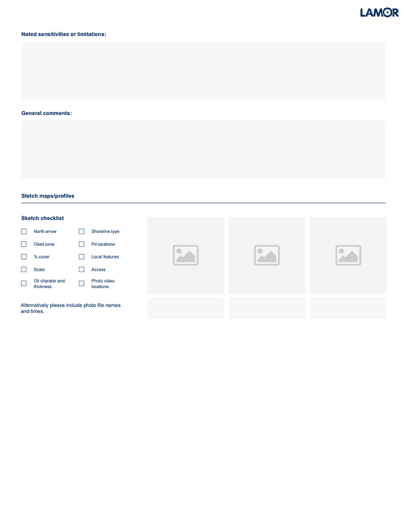 LAMOR
Noted sensitivities or limitations:
General comments:
Stetch maps/profiles
Sketch checklist
North arrow
Shoreline type
Oiled zone
Pit locations
% cover
Local features
Scale
Access
Oil charater and
thickness
Photo video
locations
Alternatively please include photo file names
and times.